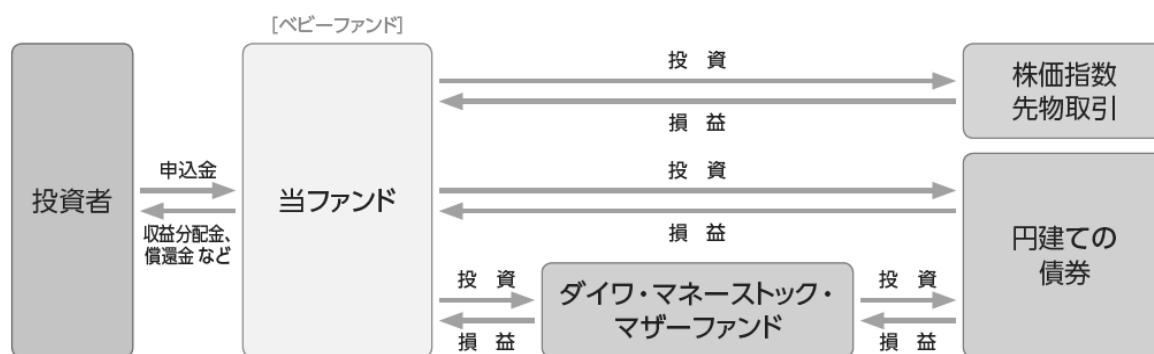 [ベビーファンド]
投資者
申込金
収益分配金、
償還金 など
当ファンド
投 資
損 益
株価指数
先物取引
投 資
損 益
円建ての
債券
投 資
損 益
ダイワ・マネーストック・
マザーファンド
投 資
損 益